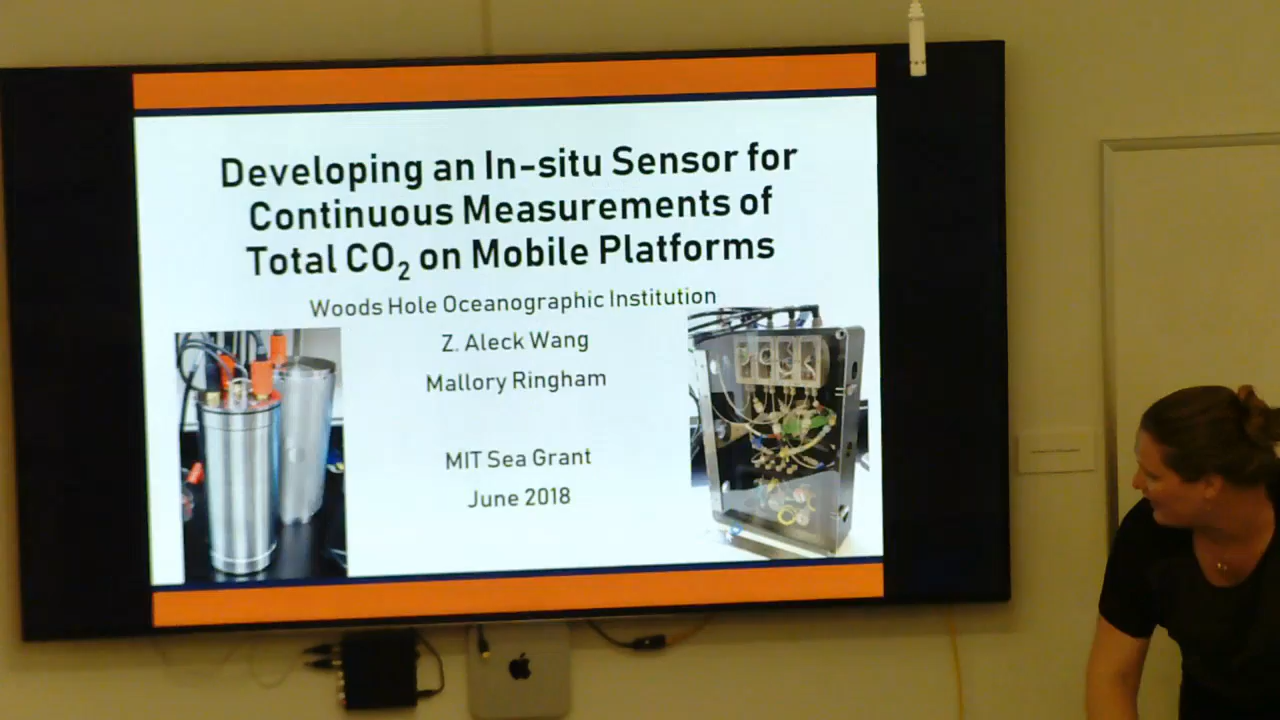 Developing an In-situ Sensor for
Continuous Measurements of
Total CO₂ on Mobile Platforms
Woods Hole Oceanographic Institution
Z. Aleck Wang
Mallory Ringham
MIT Sea Grant
June 2018